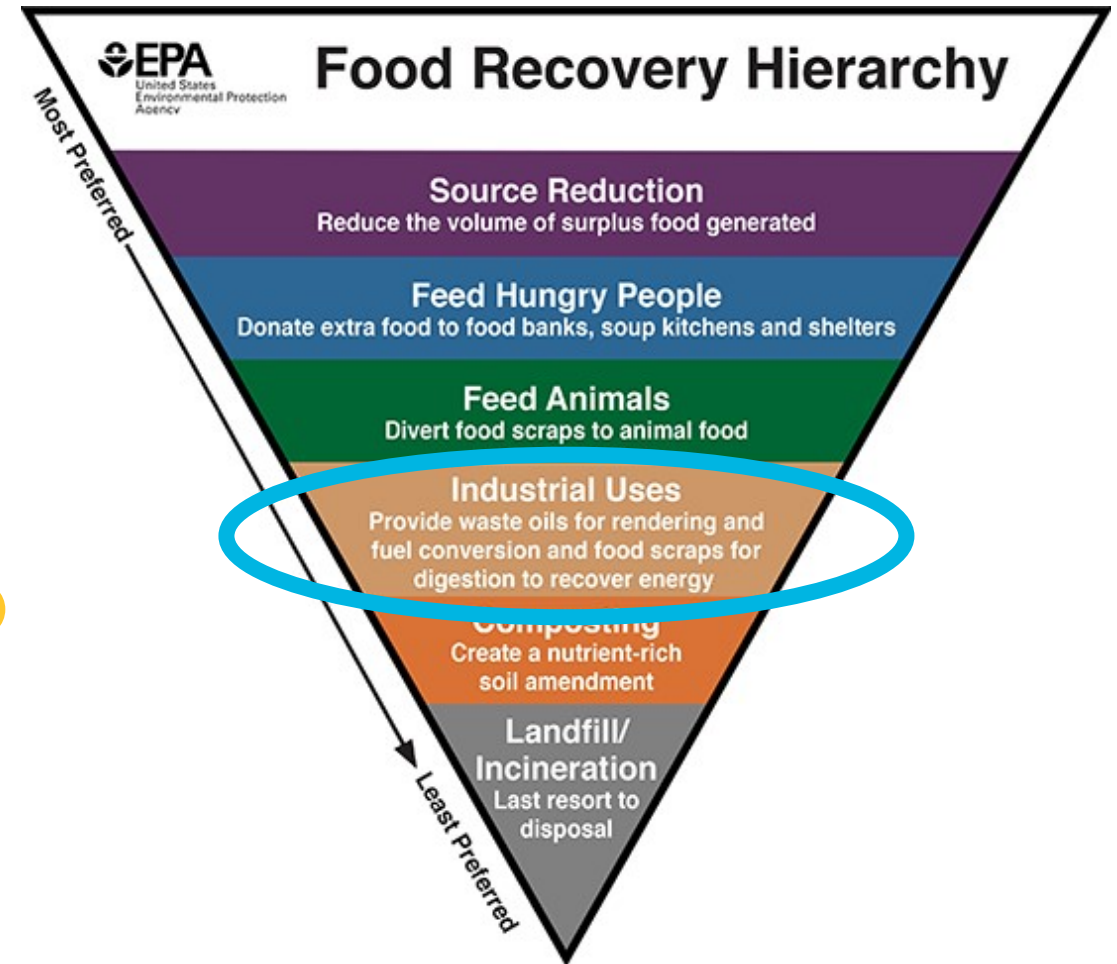 EPA
United States
Environmental Protection
Agency
Food Recovery Hierarchy
Most Preferred
Source Reduction
Reduce the volume of surplus food generated
Feed Hungry People
Donate extra food to food banks, soup kitchens and shelters
Feed Animals
Divert food scraps to animal food
Industrial Uses
Provide waste oils for rendering and
fuel conversion and food scraps for
digestion to recover energy
Composting
Create a nutrient-rich
soil amendment
Landfill/
Incineration
Last resort to
disposal
Least Preferred